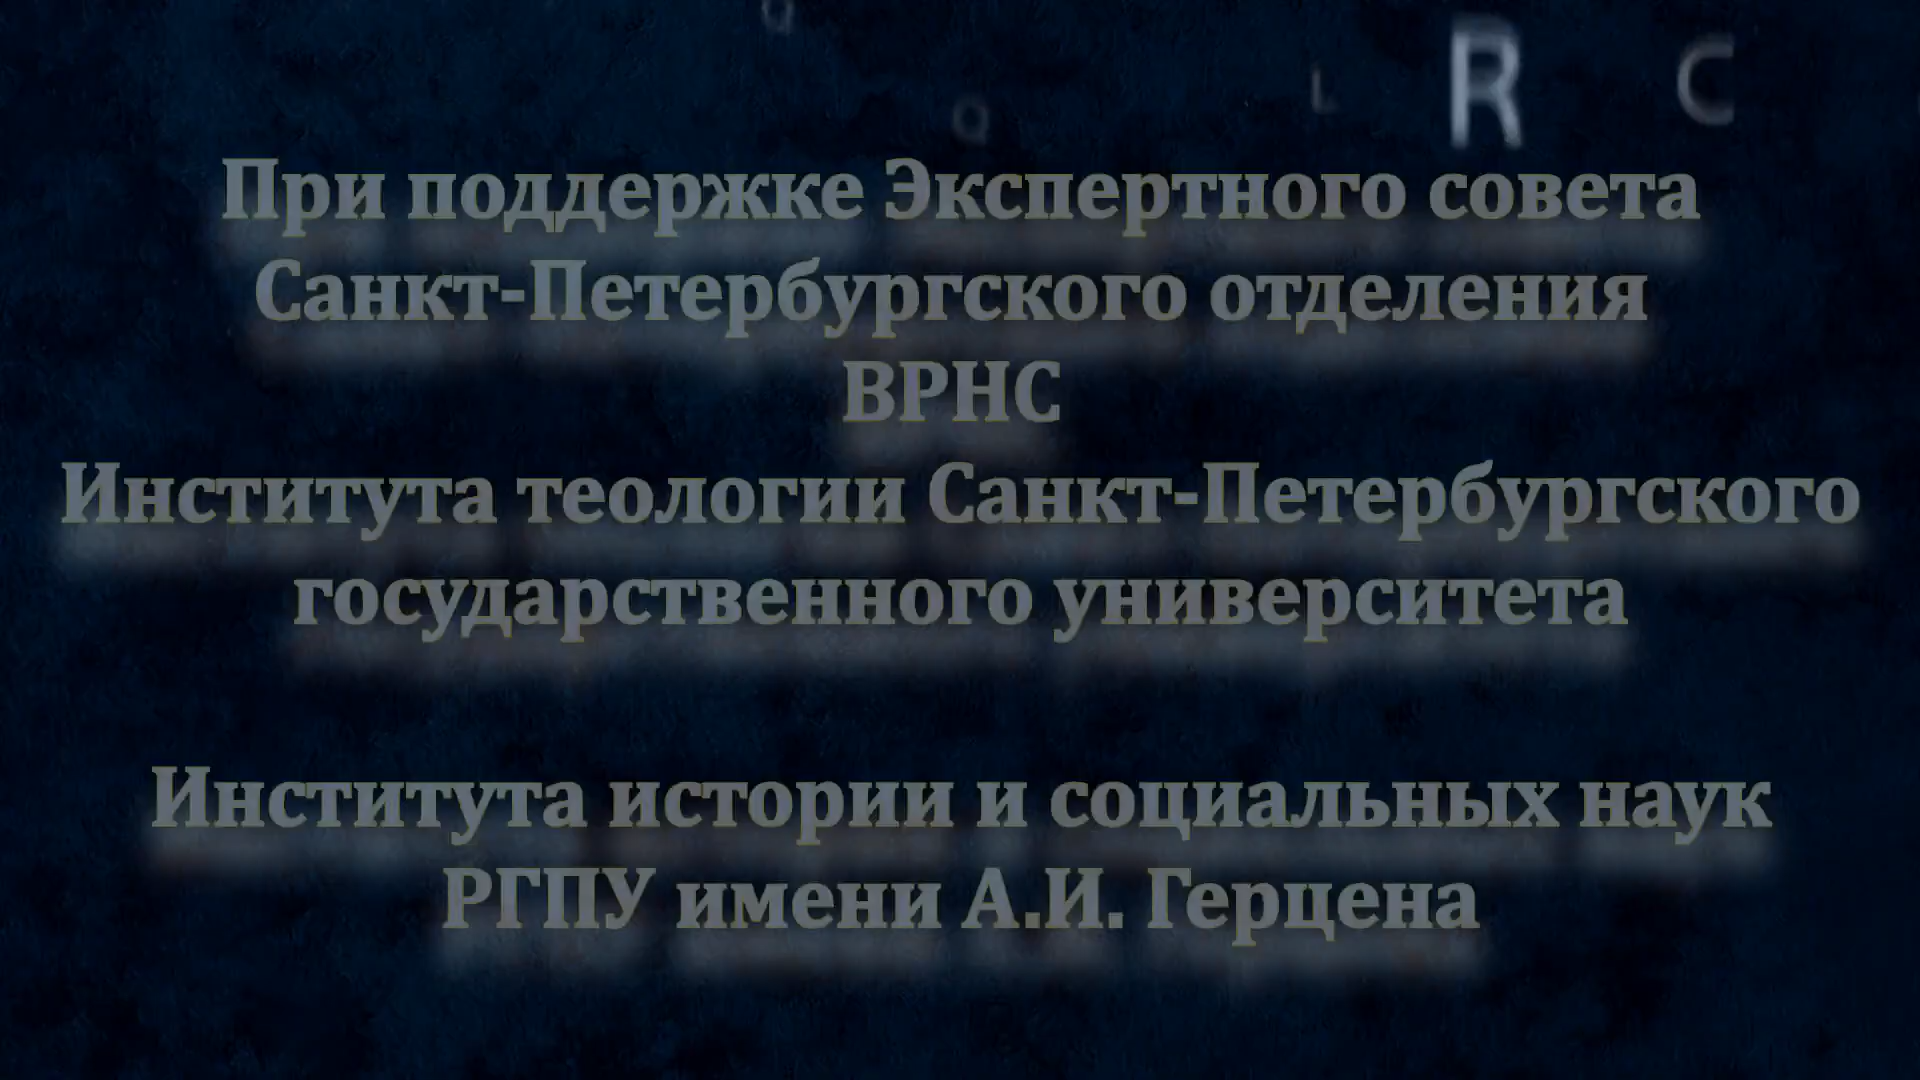 Q
Q L R C
При поддержке Экспертного совета
Санкт-Петербургского отделения
ВРНС
Института теологии Санкт-Петербургского
государственного университета
Института истории и социальных наук
РГПУ имени А.И. Герцена